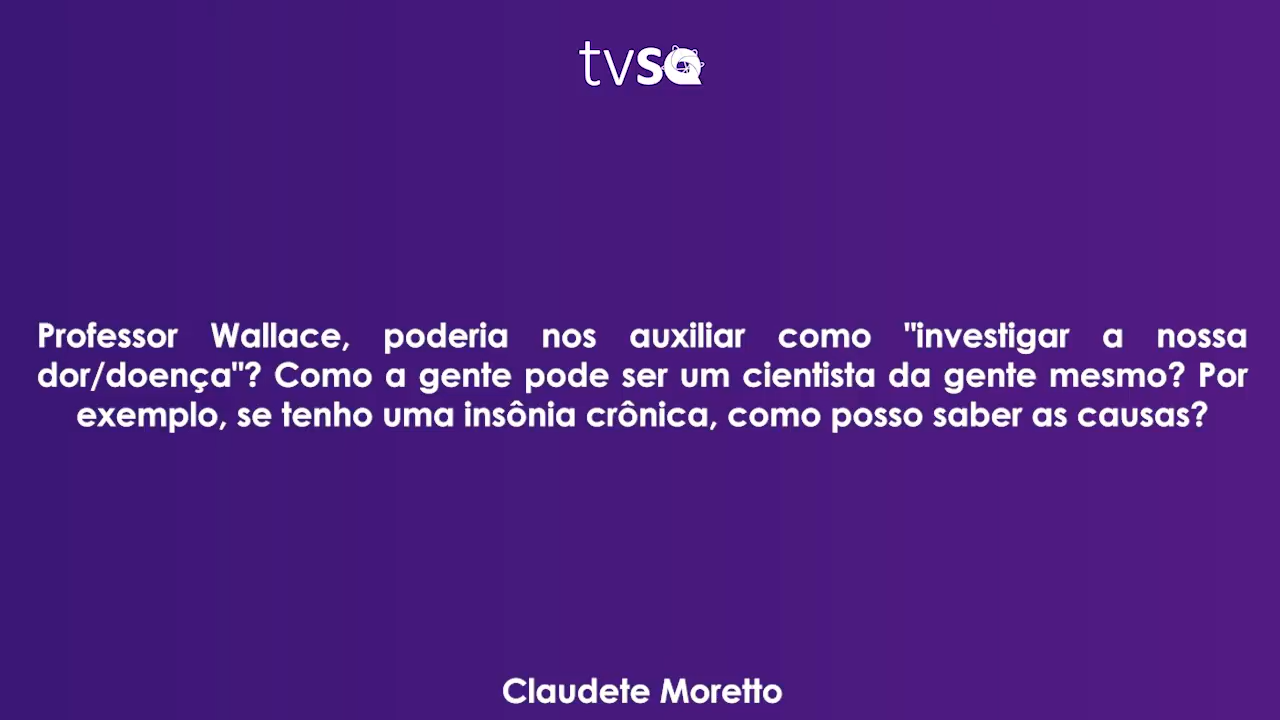 tvsQ
Professor Wallace, poderia nos auxiliar como "investigar a nossa
dor/doença"? Como a gente pode ser um cientista da gente mesmo? Por
exemplo, se tenho uma insônia crônica, como posso saber as causas?
Claudete Moretto